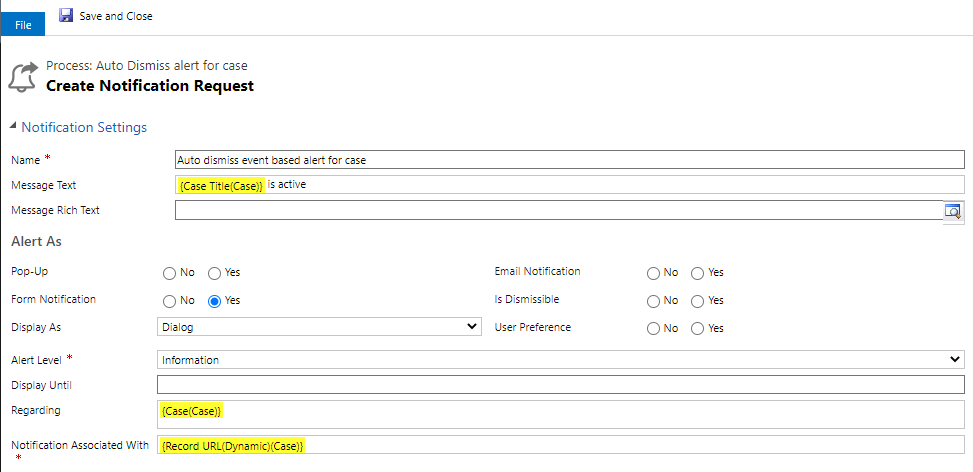 File
Save and Close
Process: Auto Dismiss alert for case
Create Notification Request
Notification Settings
Name *
Auto dismiss event based alert for case
Message Text
{Case Title(Case)} is active
Message Rich Text
Alert As
Pop-Up No Yes
Email Notification No Yes
Form Notification No Yes
Is Dismissible No Yes
Display As Dialog
User Preference No Yes
Alert Level * Information
Display Until
Regarding {Case(Case)}
Notification Associated With * {Record URL(Dynamic)(Case)}